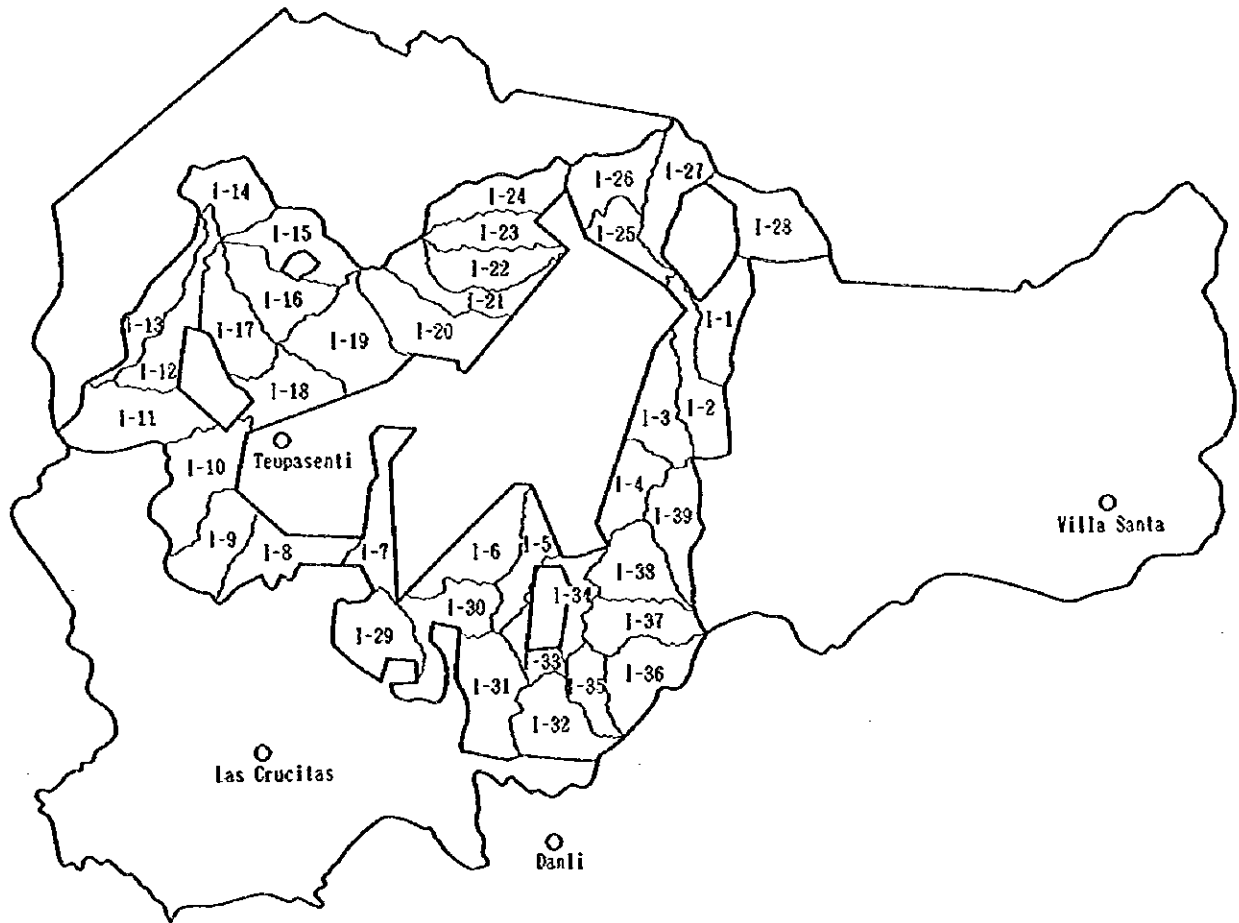 I-27
I-26
I-24
I-14
I-28
I-15
I-23
I-25
I-22
I-16
I-21
I-1
I-13
I-17
I-20
I-19
I-12
I-18
I-2
I-11
I-3
Teupasenti
I-10
I-4
Villa Santa
I-39
I-9
I-8
I-7
I-6
I-5
I-38
I-34
I-30
I-37
I-29
I-33
I-36
I-31
I-35
I-32
Las Crucitas
Danli